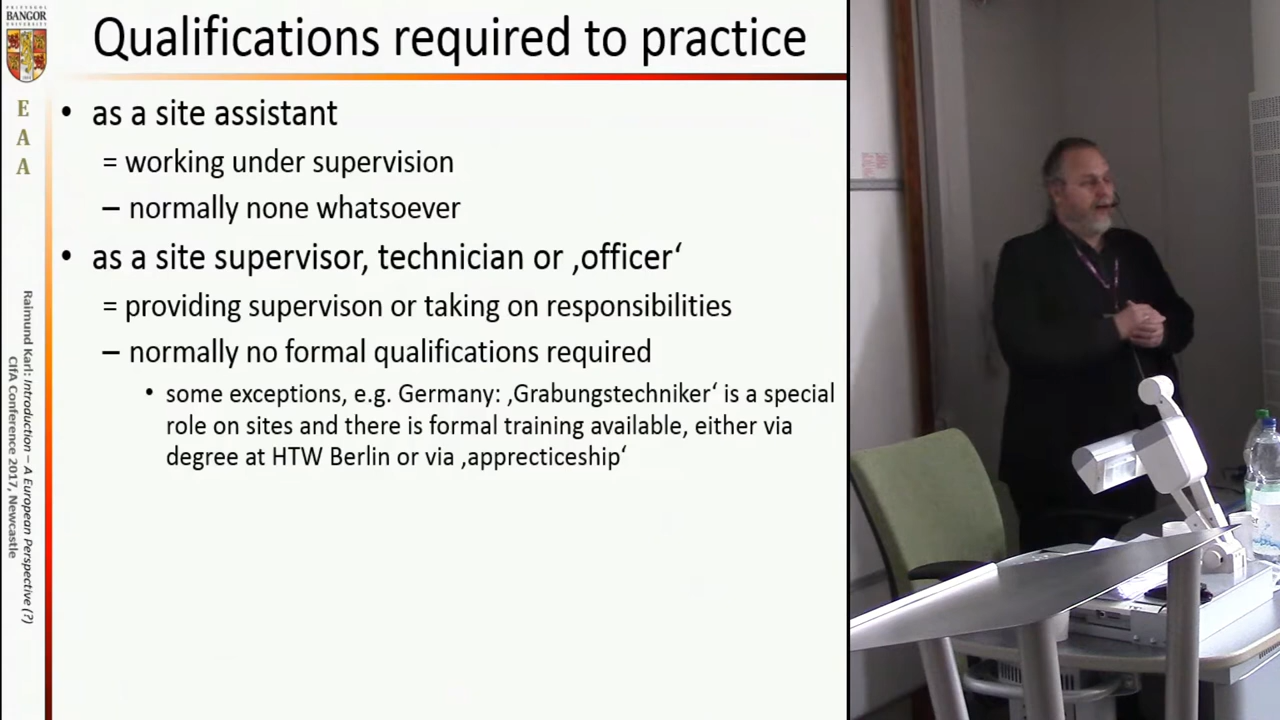 PRIFYSGOL
BANGOR
UNIVERSITY
E
A
A
Raimund Karl: Introduction – A European Perspective (?)
CIfA Conference 2017, Newcastle
Qualifications required to practice
• as a site assistant
= working under supervision
– normally none whatsoever
• as a site supervisor, technician or ‚officer‘
= providing supervison or taking on responsibilities
– normally no formal qualifications required
• some exceptions, e.g. Germany: ‚Grabungstechniker‘ is a special
role on sites and there is formal training available, either via
degree at HTW Berlin or via ‚apprecticeship‘